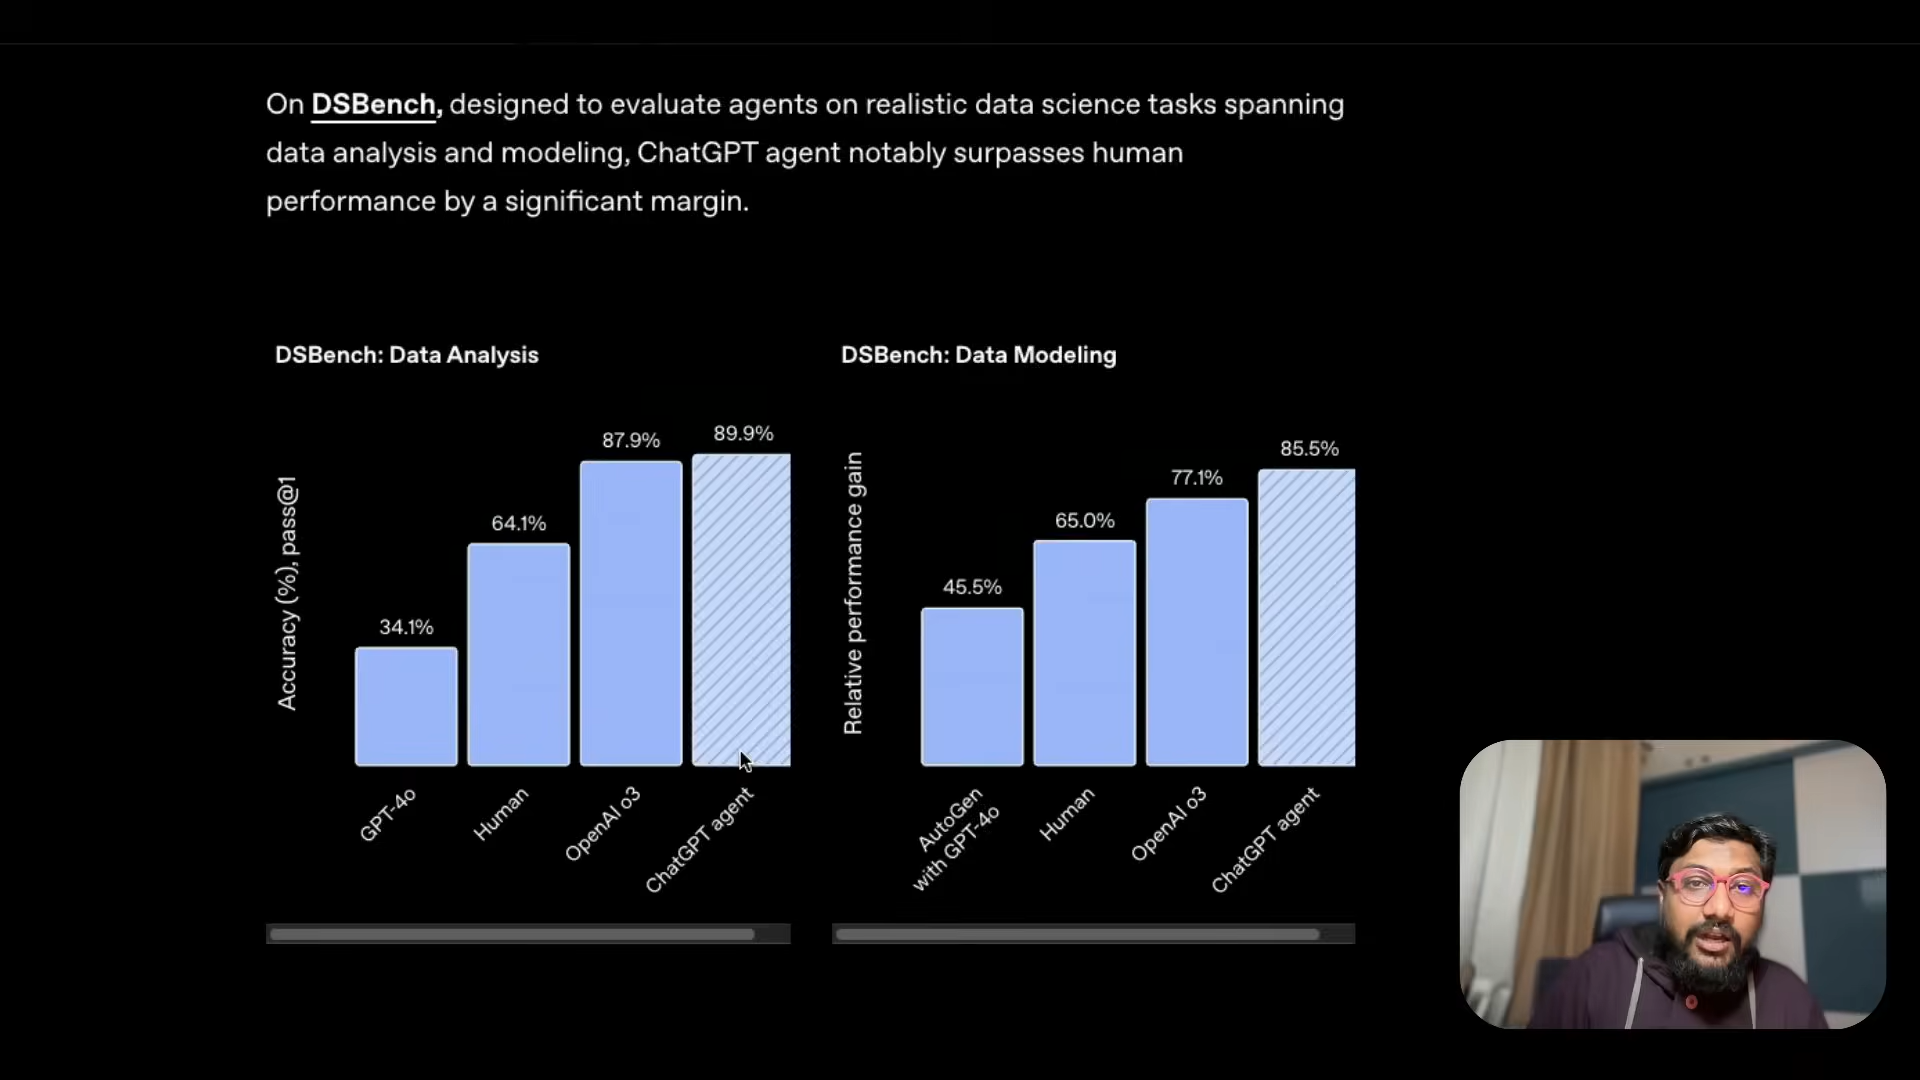 On DSBench, designed to evaluate agents on realistic data science tasks spanning
data analysis and modeling, ChatGPT agent notably surpasses human
performance by a significant margin.
DSBench: Data Analysis
Accuracy (%), pass@1
34.1%
64.1%
87.9%
89.9%
GPT-4o
Human
OpenAI o3
ChatGPT agent
DSBench: Data Modeling
Relative performance gain
45.5%
65.0%
77.1%
85.5%
AutoGen
with GPT-4o
Human
OpenAI o3
ChatGPT agent